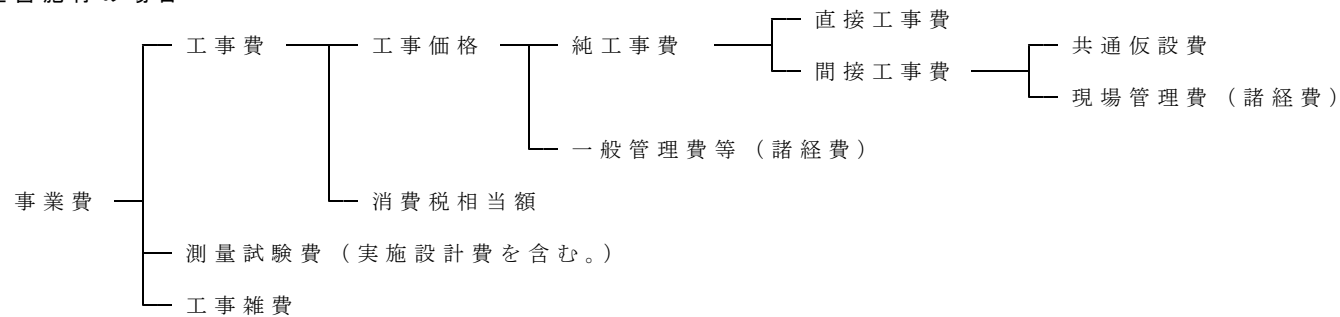 直接工事費
工事費 工事価格 純工事費 共通仮設費
間接工事費
現場管理費（諸経費）
一般管理費等（諸経費）
事業費 消費税相当額
測量試験費（実施設計費を含む。）
工事雑費